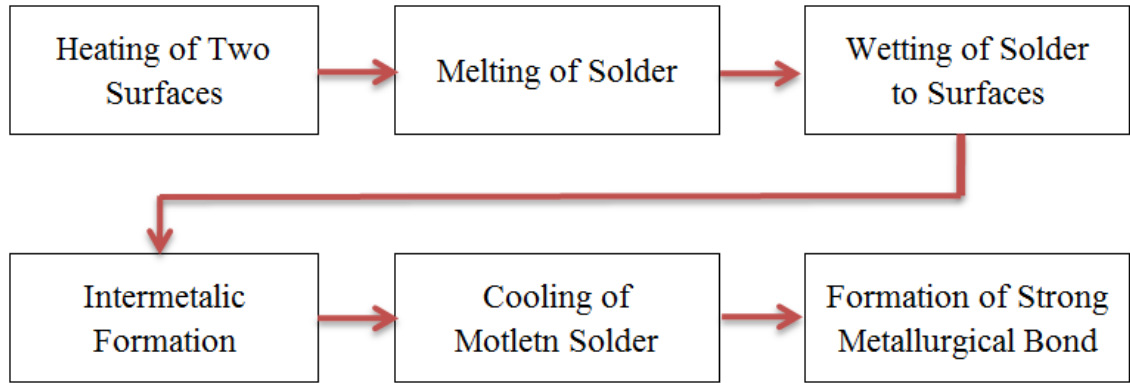 Heating of Two
Surfaces
Melting of Solder
Wetting of Solder
to Surfaces
Intermetalic
Formation
Cooling of
Motletn Solder
Formation of Strong
Metallurgical Bond